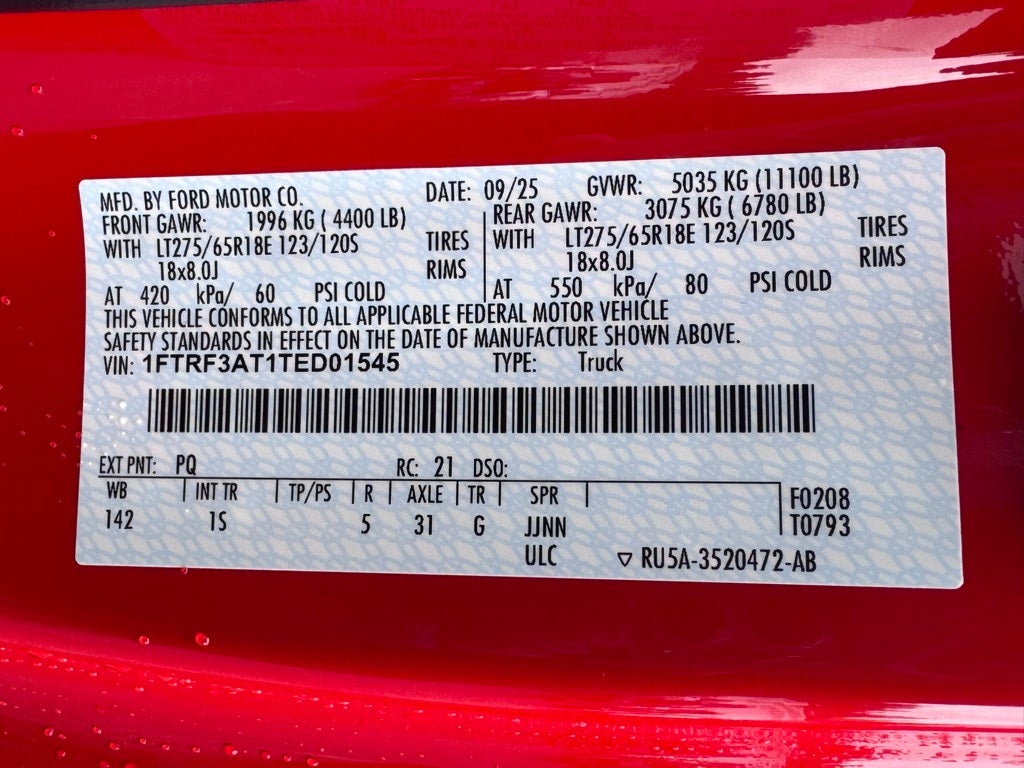 MFD. BY FORD MOTOR CO. DATE: 09/25 GVWR: 5035 KG (11100 LB)
FRONT GAWR: 1996 KG ( 4400 LB) REAR GAWR: 3075 KG ( 6780 LB)
WITH LT275/65R18E 123/120S TIRES WITH LT275/65R18E 123/120S TIRES
18x8.0J RIMS 18x8.0J RIMS
AT 420 kPa/ 60 PSI COLD AT 550 kPa/ 80 PSI COLD
THIS VEHICLE CONFORMS TO ALL APPLICABLE FEDERAL MOTOR VEHICLE
SAFETY STANDARDS IN EFFECT ON THE DATE OF MANUFACTURE SHOWN ABOVE.
VIN: 1FTRF3AT1TED01545 TYPE: Truck
EXT PNT: PQ RC: 21 DSO:
WB INT TR TP/PS R AXLE TR SPR F0208
142 1S 5 31 G JJNN T0793
ULC ▽ RU5A-3520472-AB